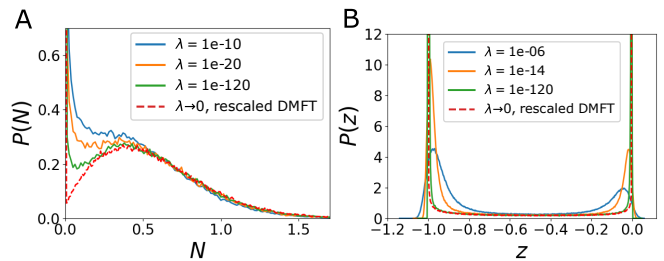 A
P(N)
0.6
0.4
0.2
0.0
λ = 1e-10
λ = 1e-20
λ = 1e-120
λ→0, rescaled DMFT
0.0 0.5 1.0 1.5
N
B
P(z)
12
10
8
6
4
2
0
λ = 1e-06
λ = 1e-14
λ = 1e-120
λ→0, rescaled DMFT
−1.2 −1.0 −0.8 −0.6 −0.4 −0.2 0.0
z